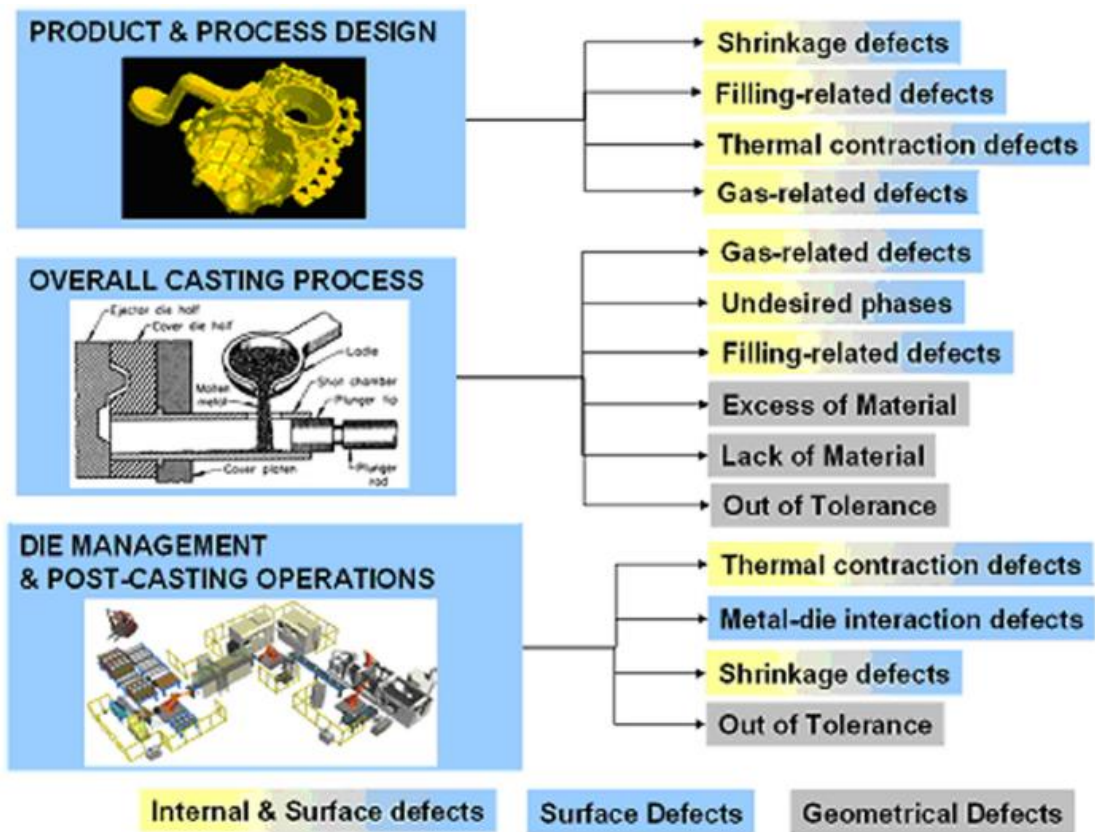 PRODUCT & PROCESS DESIGN
Shrinkage defects
Filling-related defects
Thermal contraction defects
Gas-related defects
OVERALL CASTING PROCESS
Ejector die half
Cover die half
Ladle
Molten
metal
Shot chamber
Plunger tip
Cover platen
Plunger
rod
Gas-related defects
Undesired phases
Filling-related defects
Excess of Material
Lack of Material
Out of Tolerance
DIE MANAGEMENT
& POST-CASTING OPERATIONS
Thermal contraction defects
Metal-die interaction defects
Shrinkage defects
Out of Tolerance
Internal & Surface defects
Surface Defects
Geometrical Defects